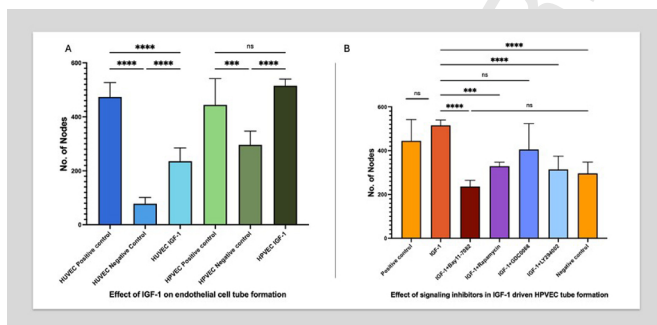 A
****
ns
****
****
***
****
600
400
200
0
No. of Nodes
HUVEC Positive control
HUVEC Negative Control
HUVEC IGF-1
HPVEC Positive control
HPVEC Negative control
HPVEC IGF-1
Effect of IGF-1 on endothelial cell tube formation
B
****
****
ns
***
ns
****
ns
600
400
200
0
No. of Nodes
Positive control
IGF-1
IGF-1+Bay11-7082
IGF-1+Rapamycin
IGF-1+GDC0068
IGF-1+LY294002
Negative control
Effect of signaling inhibitors in IGF-1 driven HPVEC tube formation